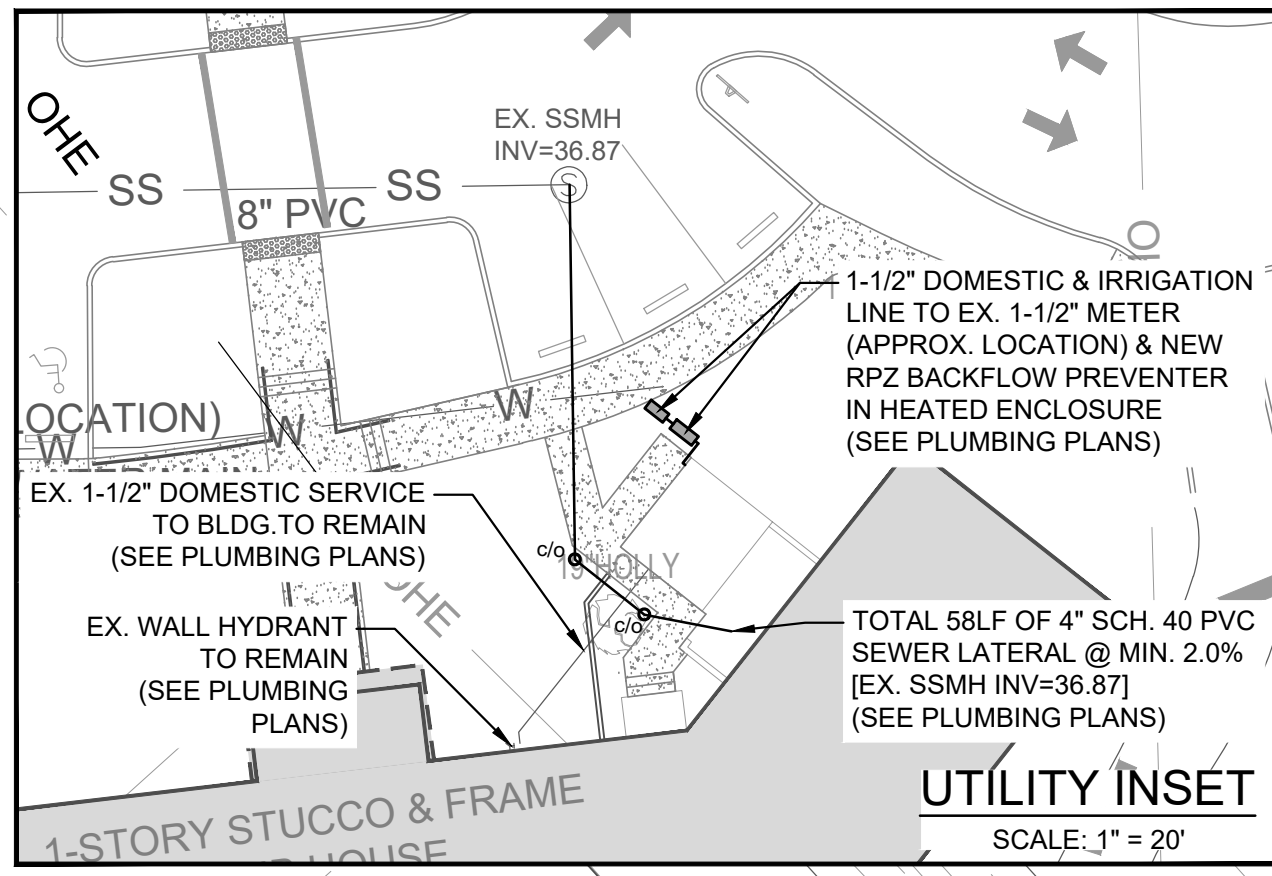 OHE
EX. SSMH
INV=36.87
SS
SS
S
8" PVC
1-1/2" DOMESTIC & IRRIGATION
LINE TO EX. 1-1/2" METER
(APPROX. LOCATION) & NEW
RPZ BACKFLOW PREVENTER
IN HEATED ENCLOSURE
(SEE PLUMBING PLANS)
W
LOCATION)
W
W
EX. 1-1/2" DOMESTIC SERVICE
TO BLDG.TO REMAIN
(SEE PLUMBING PLANS)
c/o
19"HOLLY
OHE
c/o
EX. WALL HYDRANT
TO REMAIN
(SEE PLUMBING
PLANS)
TOTAL 58LF OF 4" SCH. 40 PVC
SEWER LATERAL @ MIN. 2.0%
[EX. SSMH INV=36.87]
(SEE PLUMBING PLANS)
1-STORY STUCCO & FRAME
HOUSE
UTILITY INSET
SCALE: 1" = 20'